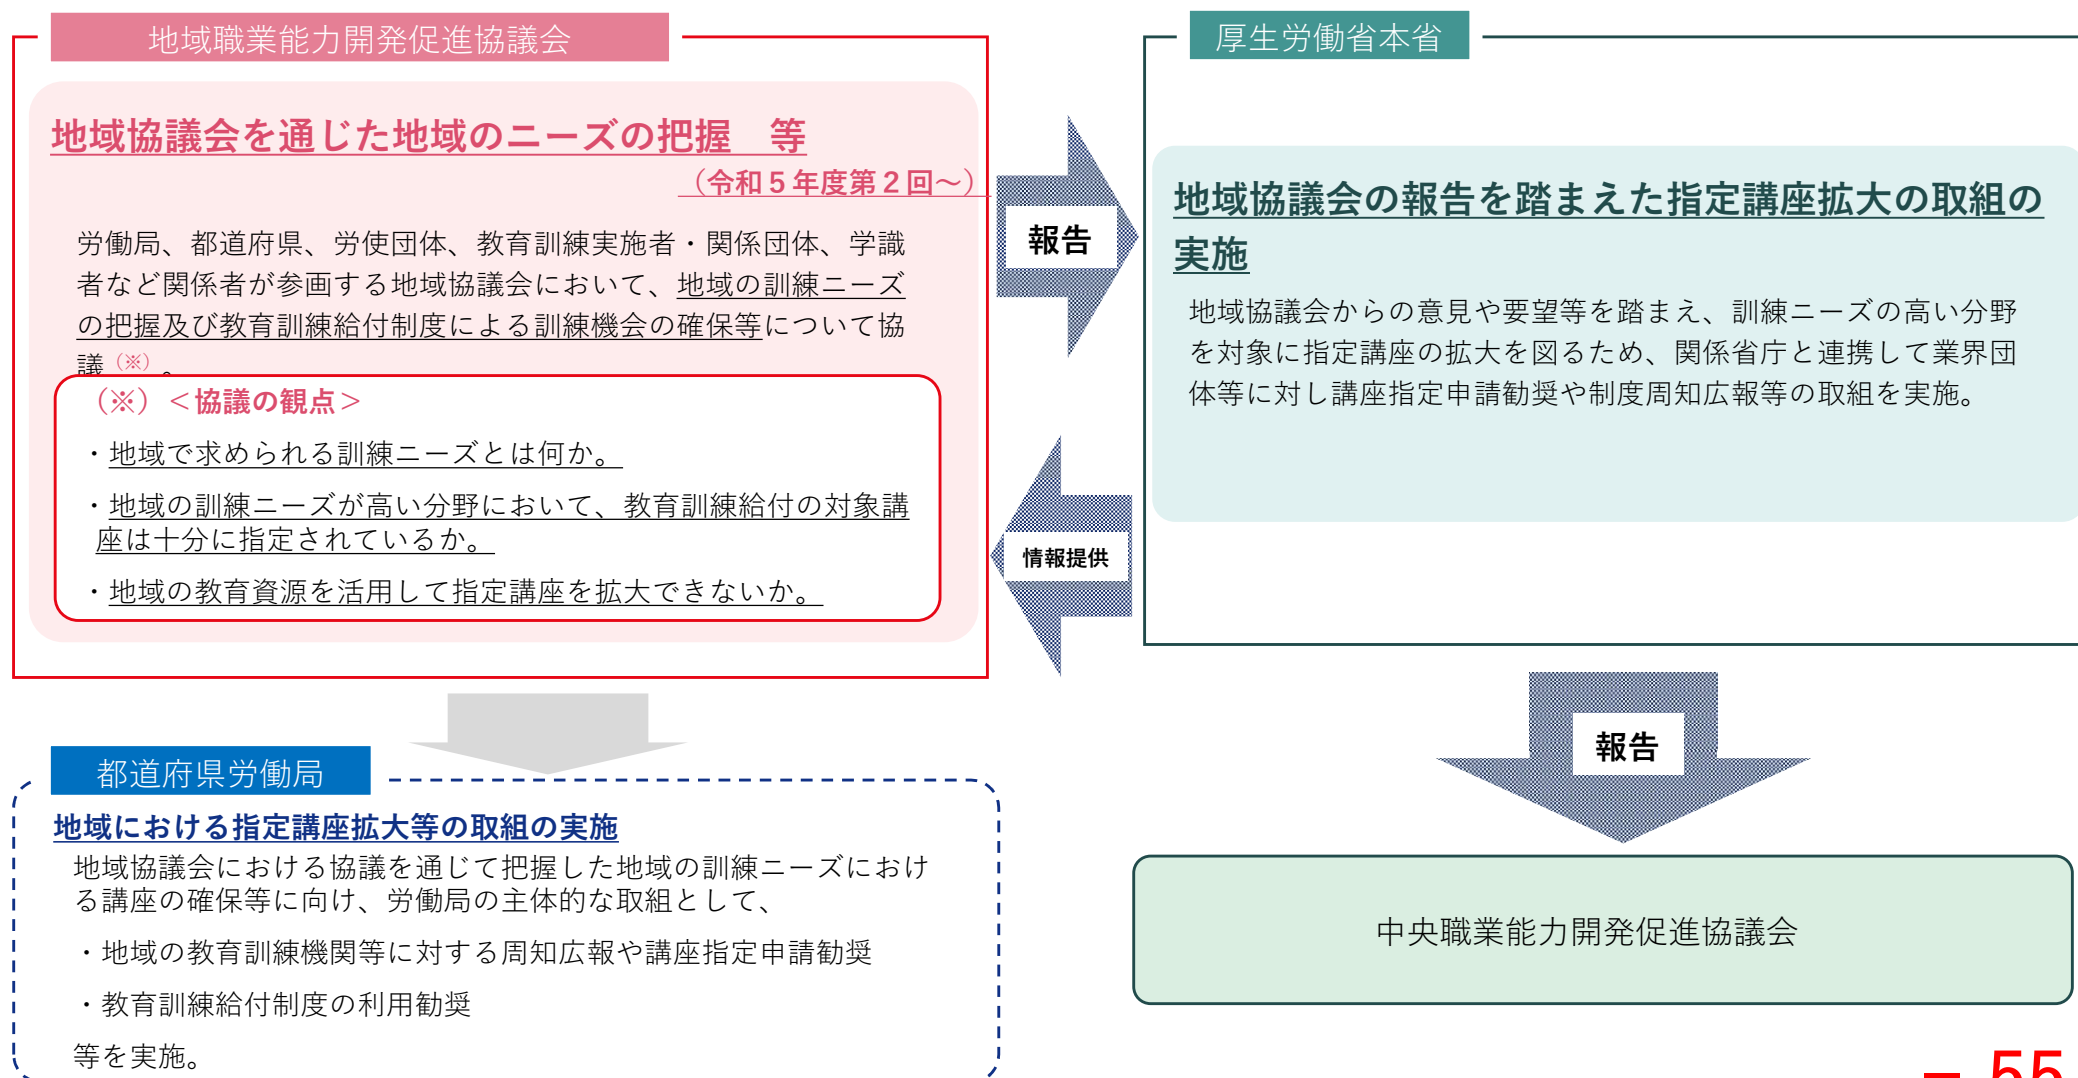 地域職業能力開発促進協議会
地域協議会を通じた地域のニーズの把握　等
（令和５年度第２回～）
労働局、都道府県、労使団体、教育訓練実施者・関係団体、学識
者など関係者が参画する地域協議会において、地域の訓練ニーズ
の把握及び教育訓練給付制度による訓練機会の確保等について協
議（※）。
（※）＜協議の観点＞
・地域で求められる訓練ニーズとは何か。
・地域の訓練ニーズが高い分野において、教育訓練給付の対象講
座は十分に指定されているか。
・地域の教育資源を活用して指定講座を拡大できないか。
報告
情報提供
厚生労働省本省
地域協議会の報告を踏まえた指定講座拡大の取組の
実施
地域協議会からの意見や要望等を踏まえ、訓練ニーズの高い分野
を対象に指定講座の拡大を図るため、関係省庁と連携して業界団
体等に対し講座指定申請勧奨や制度周知広報等の取組を実施。
都道府県労働局
地域における指定講座拡大等の取組の実施
地域協議会における協議を通じて把握した地域の訓練ニーズにおけ
る講座の確保等に向け、労働局の主体的な取組として、
・地域の教育訓練機関等に対する周知広報や講座指定申請勧奨
・教育訓練給付制度の利用勧奨
等を実施。
報告
中央職業能力開発促進協議会
– 55